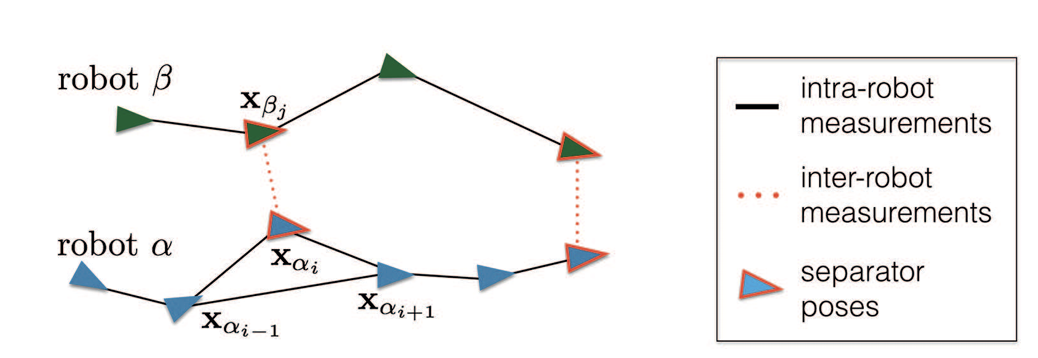 robot β
x_{β_j}
robot α
x_{α_i}
x_{α_{i−1}}
x_{α_{i+1}}
intra-robot
measurements
inter-robot
measurements
separator
poses